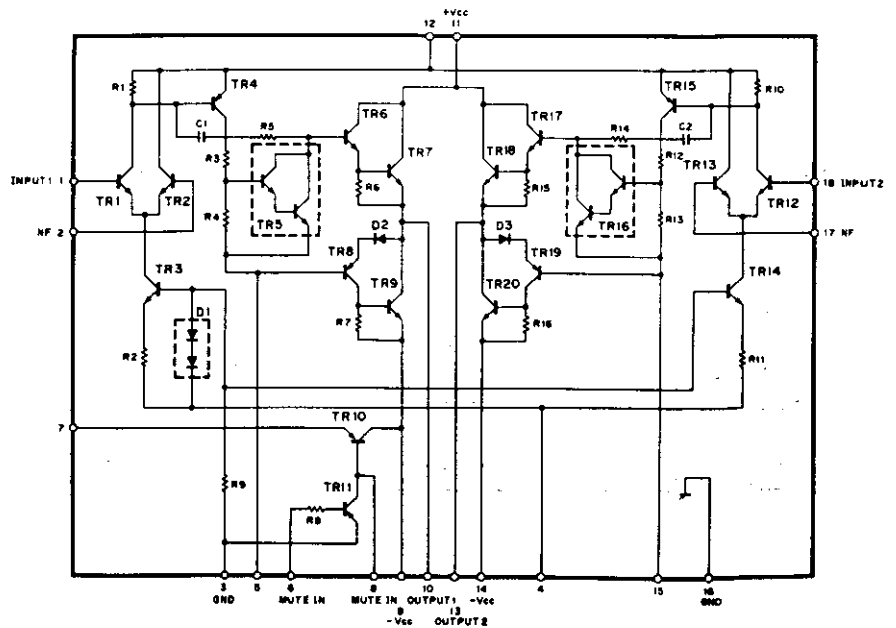 +Vcc
12 11
R1
TR4
TR15
R10
C1
R5
TR6
TR17
R14
C2
R3
TR7
TR18
R12
TR13
INPUT1 1
TR1
TR2
R4
TR5
R6
R15
TR16
R13
TR12
18 INPUT2
NF 2
17 NF
D2
D3
TR3
TR8
TR19
TR14
TR9
TR20
D1
R7
R16
R2
R11
7
TR10
R9
TR11
R8
3
5
6
8
10
14
4
15
16
GND
MUTE IN
MUTE IN
OUTPUT1
-Vcc
GND
9
13
-Vcc
OUTPUT2